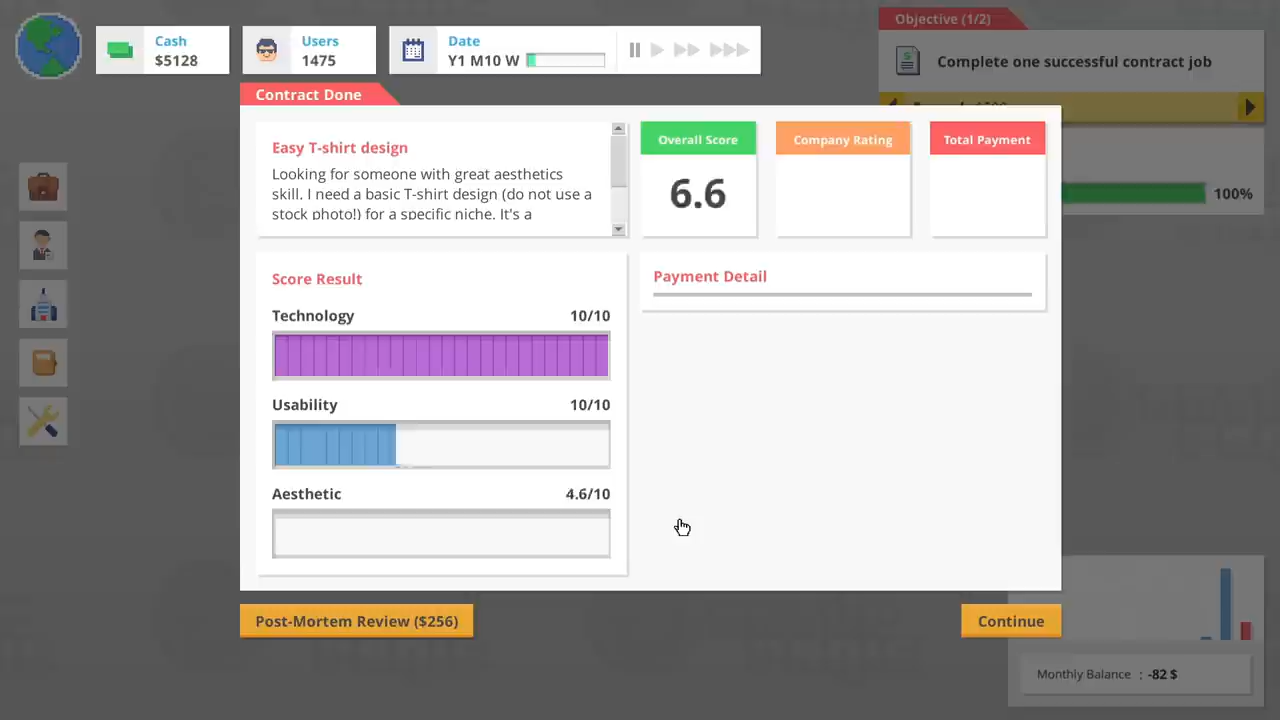 Cash
$5128
Users
1475
Date
Y1 M10 W
Objective (1/2)
Complete one successful contract job
100%
Contract Done
Easy T-shirt design
Looking for someone with great aesthetics
skill. I need a basic T-shirt design (do not use a
stock photo!) for a specific niche. It's a
Overall Score
6.6
Company Rating
Total Payment
Score Result
Technology 10/10
Usability 10/10
Aesthetic 4.6/10
Payment Detail
Post-Mortem Review ($256)
Continue
Monthly Balance : -82 $